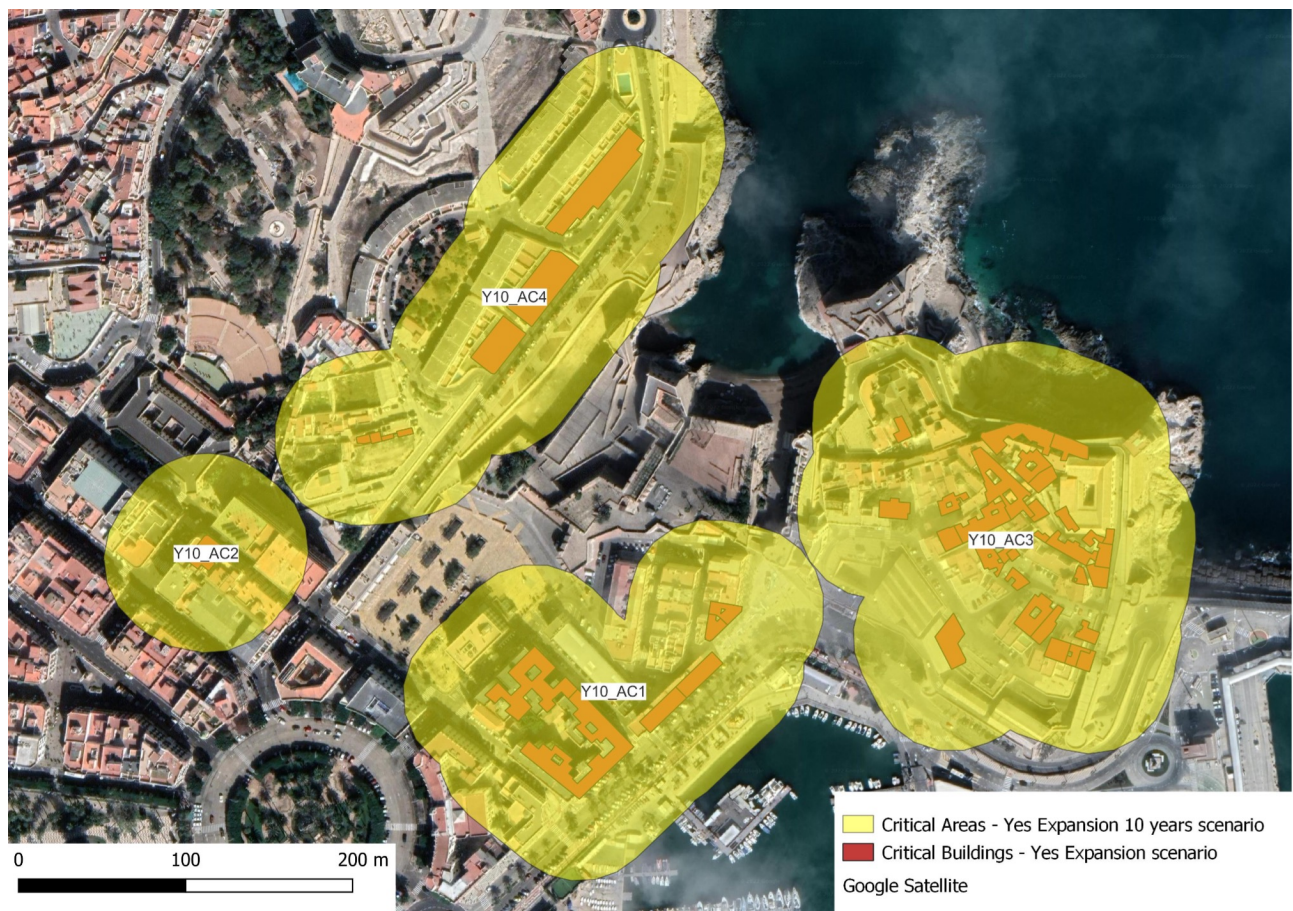 Y10_AC4
Y10_AC2
Y10_AC3
Y10_AC1
Critical Areas - Yes Expansion 10 years scenario
Critical Buildings - Yes Expansion scenario
Google Satellite
0 100 200 m